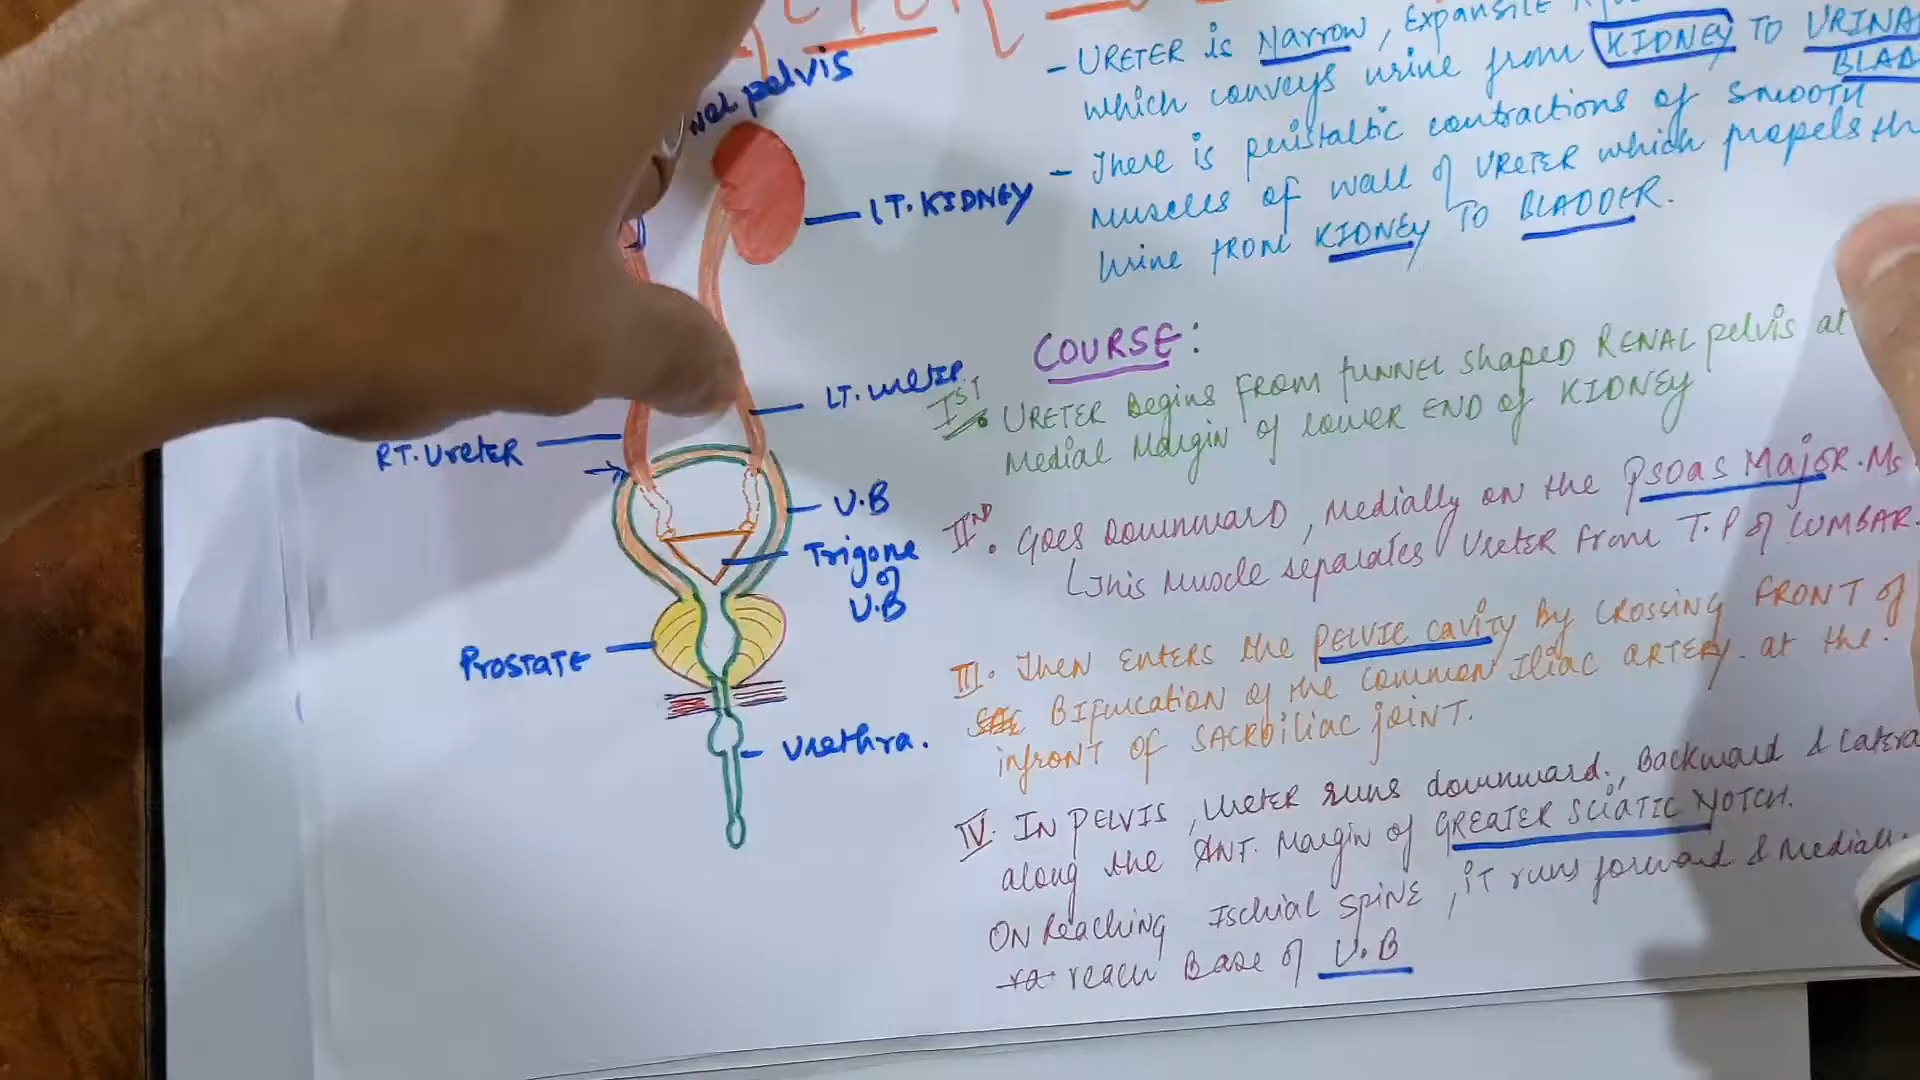 pelvis
LT. KIDNEY
LT. Ureter
RT. Ureter
U.B
Trigone
of
U.B
Prostate
Urethra.
- URETER is Narrow, Expansile
which conveys urine from KIDNEY TO URINA
BLAD
- There is peristaltic contractions of smooth
muscles of wall of URETER which propels th
Urine from KIDNEY TO BLADDER.
COURSE:
Ist URETER Begins From funnel shaped RENAL pelvis at
Medial Margin of lower END of KIDNEY
IInd. Goes Downward, Medially on the Psoas Major. Ms
(This Muscle separates Ureter From T.P of LUMBAR.
III. Then enters the PELVIC cavity By crossing FRONT of
Bifurcation of the common Iliac artery. at the
infront of SACROiliac joint.
IV. In PELVIS, Ureter runs downward, Backward & Latera
along the ANT. Margin of GREATER SCIATIC NOTCH.
ON Reaching Ischial Spine, iT runs forward & Mediall
reach Base of U.B